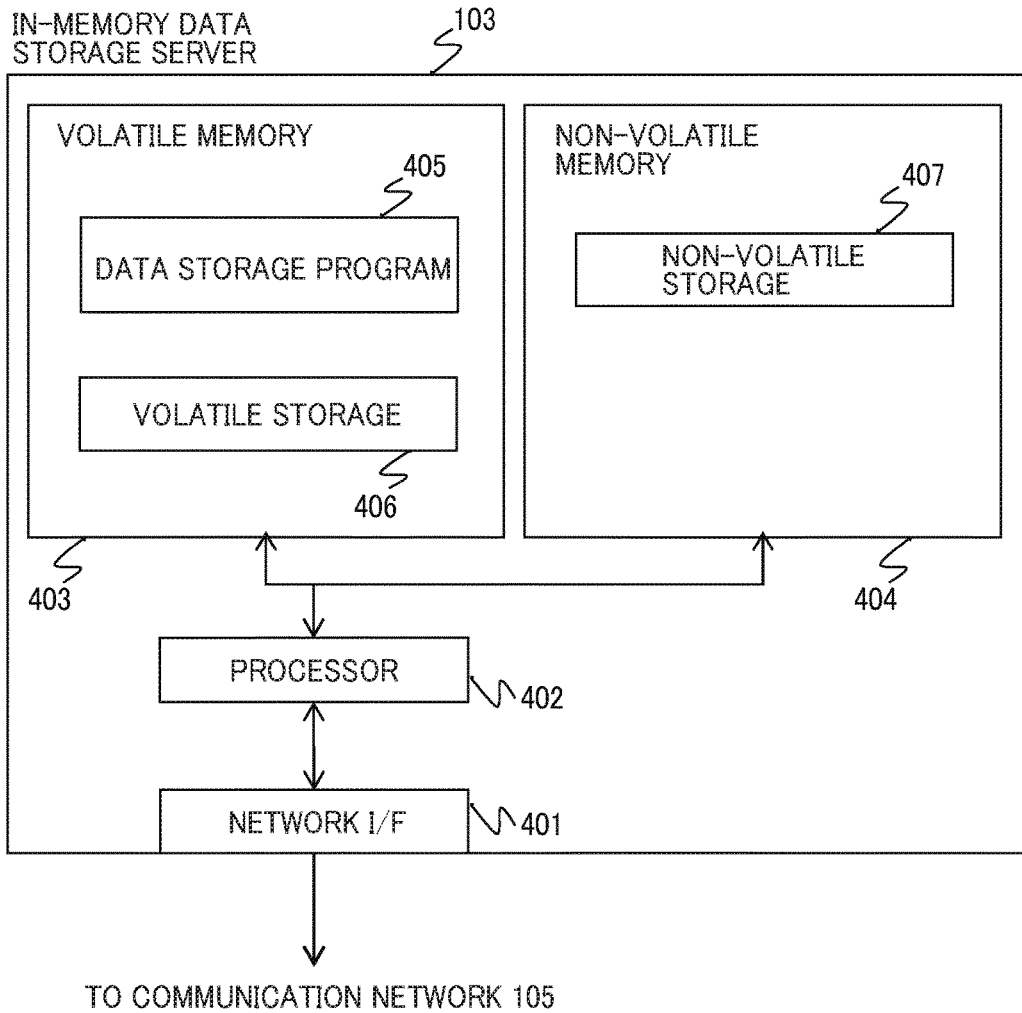 IN-MEMORY DATA
STORAGE SERVER
103
VOLATILE MEMORY
405
DATA STORAGE PROGRAM
VOLATILE STORAGE
406
NON-VOLATILE
MEMORY
407
NON-VOLATILE
STORAGE
403
404
PROCESSOR
402
NETWORK I/F
401
TO COMMUNICATION NETWORK 105